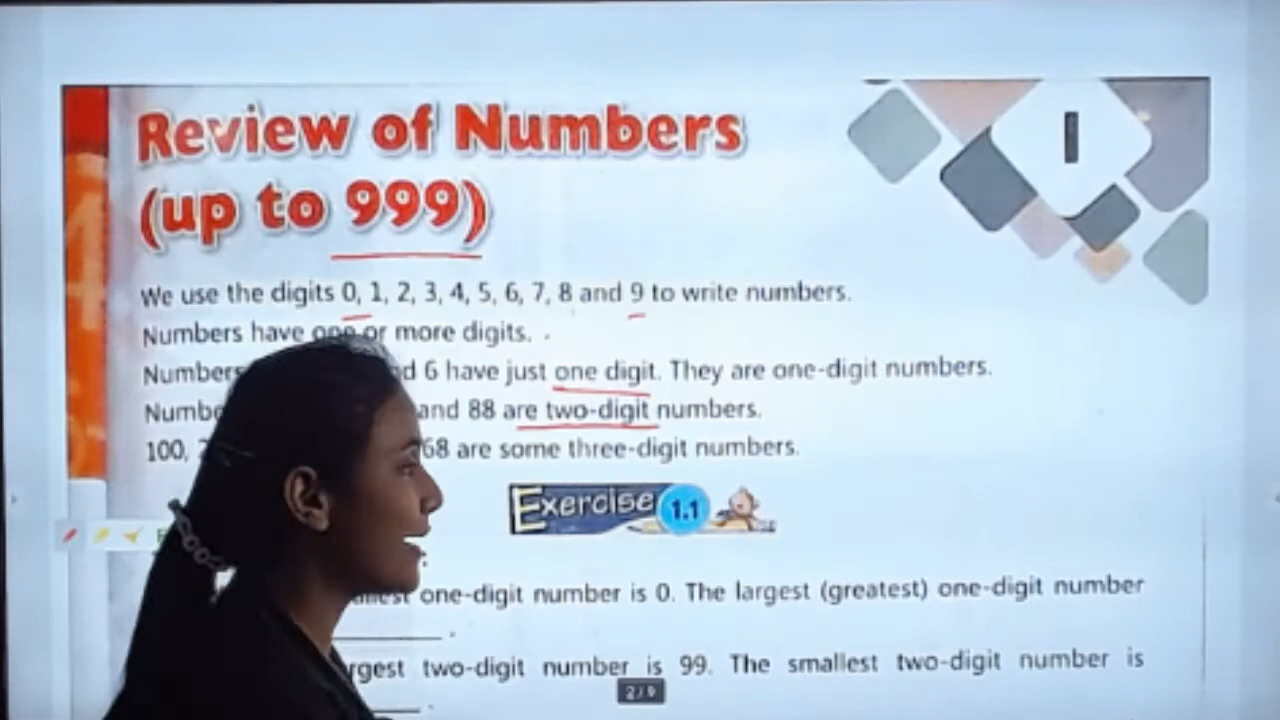 Review of Numbers
(up to 999)
I
We use the digits 0, 1, 2, 3, 4, 5, 6, 7, 8 and 9 to write numbers.
Numbers have one or more digits.
Numbers 6 have just one digit. They are one-digit numbers.
and 88 are two-digit numbers.
100, 68 are some three-digit numbers.
Exercise 1.1
one-digit number is 0. The largest (greatest) one-digit number
two-digit number is 99. The smallest two-digit number is
2/9